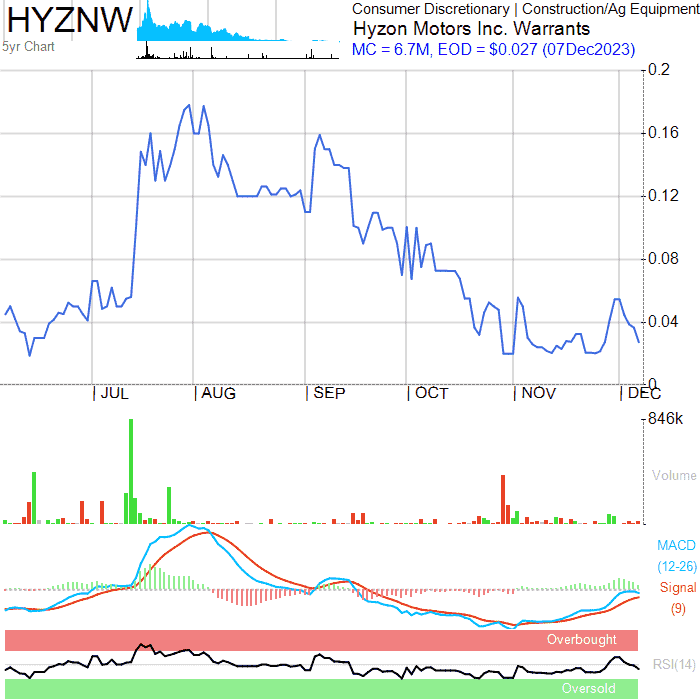 HYZNW
Consumer Discretionary | Construction/Ag Equipment
Hyzon Motors Inc. Warrants
5yr Chart
MC = 6.7M, EOD = $0.027 (07Dec2023)
0.2
0.16
0.12
0.08
0.04
0
JUL AUG SEP OCT NOV DEC
846k
Volume
MACD
(12-26)
Signal
(9)
Overbought
RSI(14)
Oversold